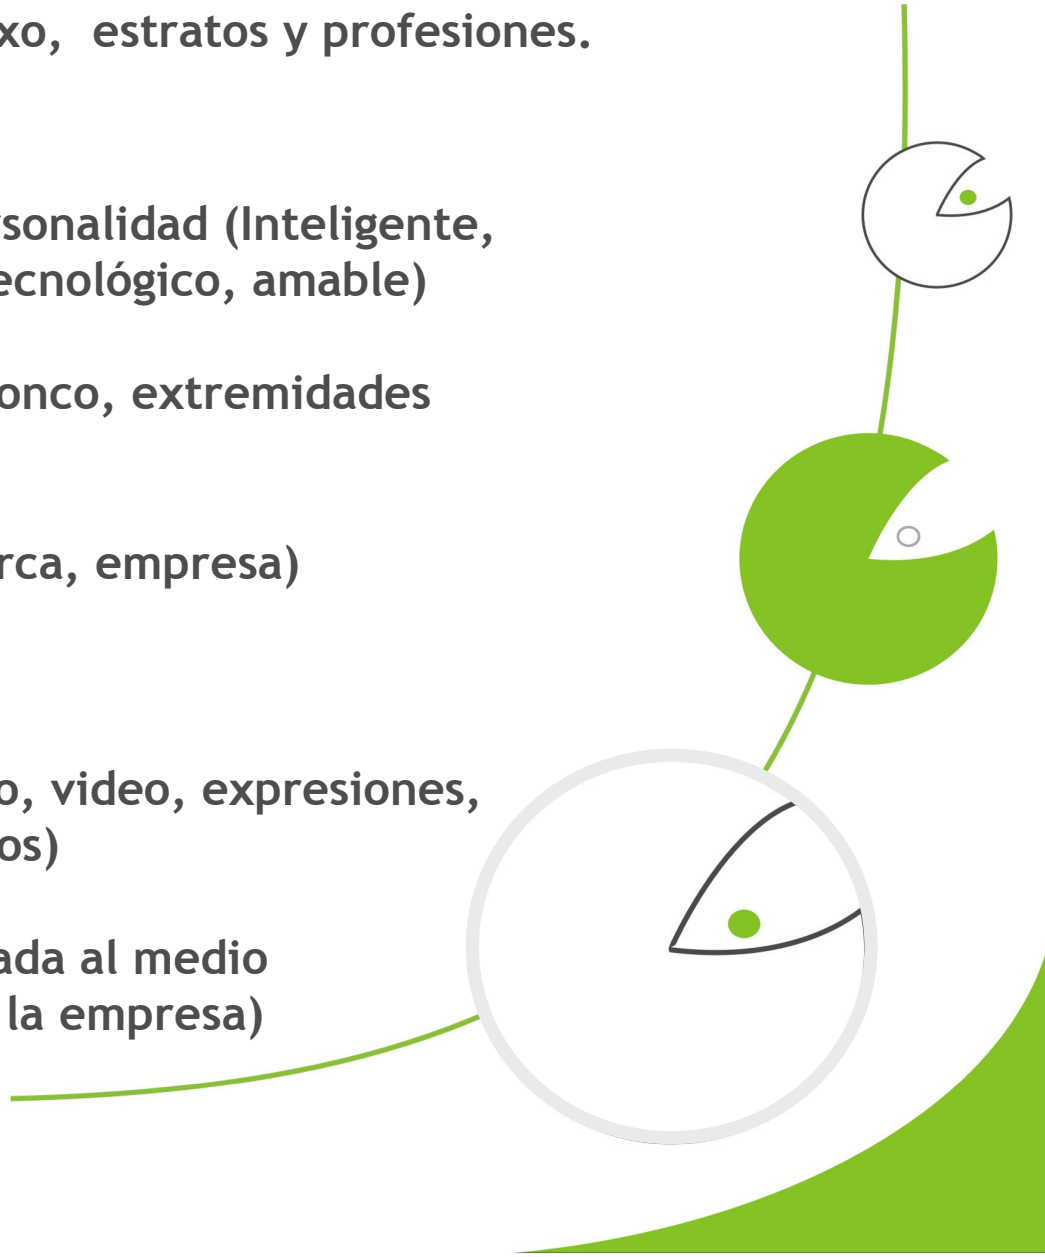 xo, estratos y profesiones.
rsonalidad (Inteligente,
ecnológico, amable)
onco, extremidades
rca, empresa)
o, video, expresiones,
os)
ada al medio
la empresa)